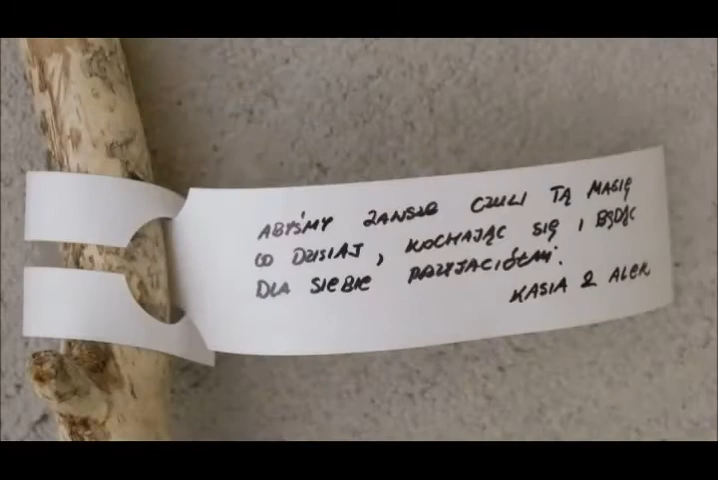 ABYŚMY ZAWSZE CZULI TĄ MAGIĘ
CO DZISIAJ, KOCHAJĄC SIĘ I BĘDĄC
DLA SIEBIE PRZYJACIÓŁMI.
KASIA & ALEK